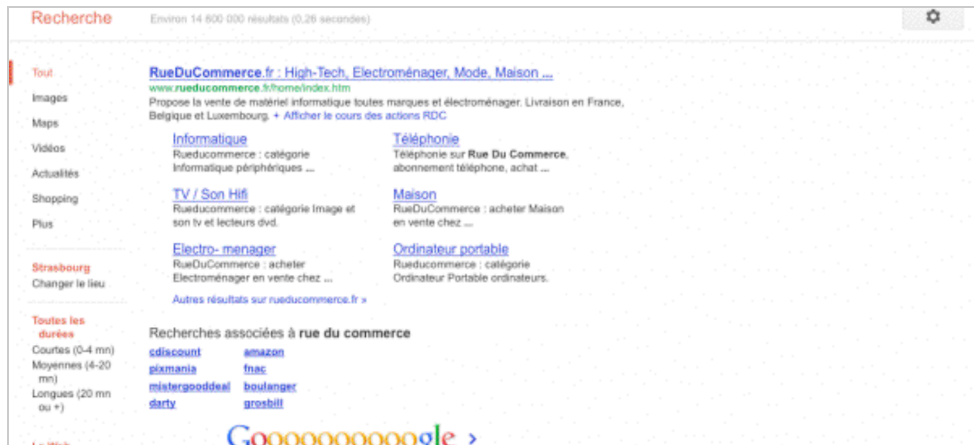 Recherche
Environ 14 800 000 résultats (0,26 secondes)
Tout
Images
Maps
Vidéos
Actualités
Shopping
Plus
Strasbourg
Changer le lieu
Toutes les
durées
Courtes (0-4 mn)
Moyennes (4-20
mn)
Longues (20 mn
ou +)
Le Web
RueDuCommerce.fr : High-Tech, Electroménager, Mode, Maison ...
www.rueducommerce.fr/home/index.htm
Propose la vente de matériel informatique toutes marques et électroménager. Livraison en France,
Belgique et Luxembourg. + Afficher le cours des actions RDC
Informatique
Rueducommerce : catégorie
Informatique périphériques ...
Téléphonie
Téléphonie sur Rue Du Commerce,
abonnement téléphone, achat ...
TV / Son Hifi
Rueducommerce : catégorie Image et
son tv et lecteurs dvd.
Maison
RueDuCommerce : acheter Maison
en vente chez ...
Electro- menager
RueDuCommerce : acheter
Electroménager en vente chez ...
Ordinateur portable
Rueducommerce : catégorie
Ordinateur Portable ordinateurs.
Autres résultats sur rueducommerce.fr »
Recherches associées à rue du commerce
cdiscount amazon
pixmania fnac
mistergooddeal boulanger
darty grosbill
Goooooooooogle >